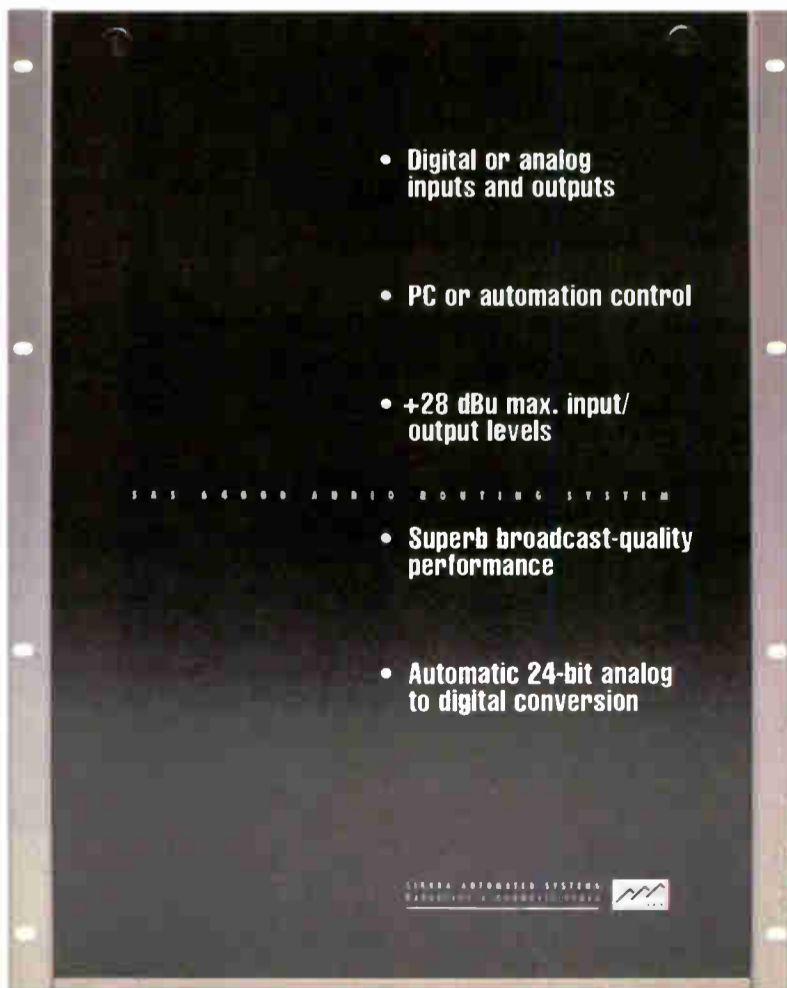 • Digital or analog
inputs and outputs
• PC or automation control
• +28 dBu max. input/
output levels
SAS 64000 AUDIO ROUTING SYSTEM
• Superb broadcast-quality
performance
• Automatic 24-bit analog
to digital conversion
SIERRA AUTOMATED SYSTEMS